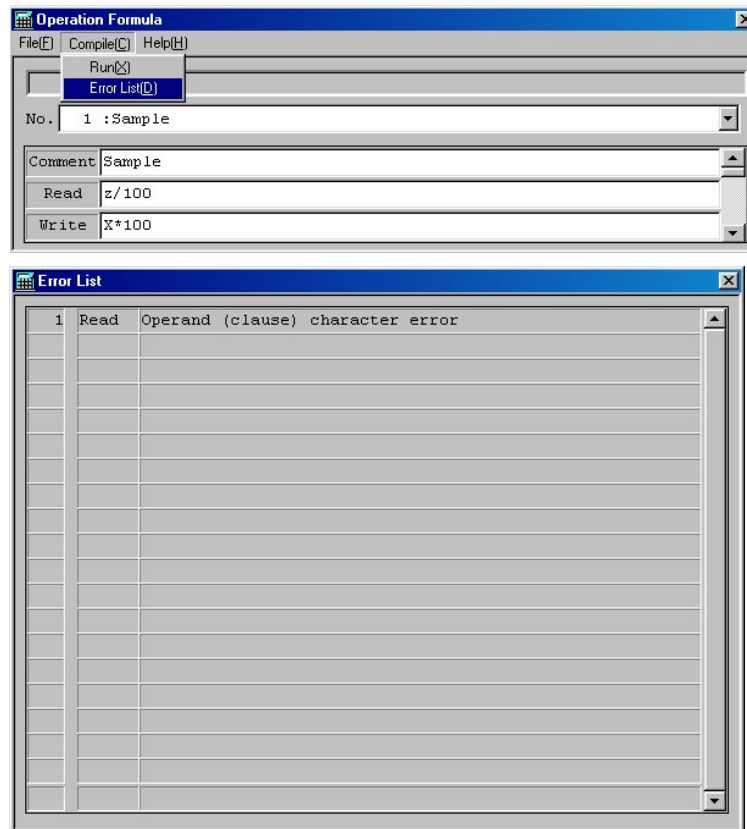 Operation Formula
File(F) Compile(C) Help(H)
Run(X)
Error List(D)
No. 1 :Sample
Comment Sample
Read z/100
Write X*100
Error List
1 Read Operand (clause) character error